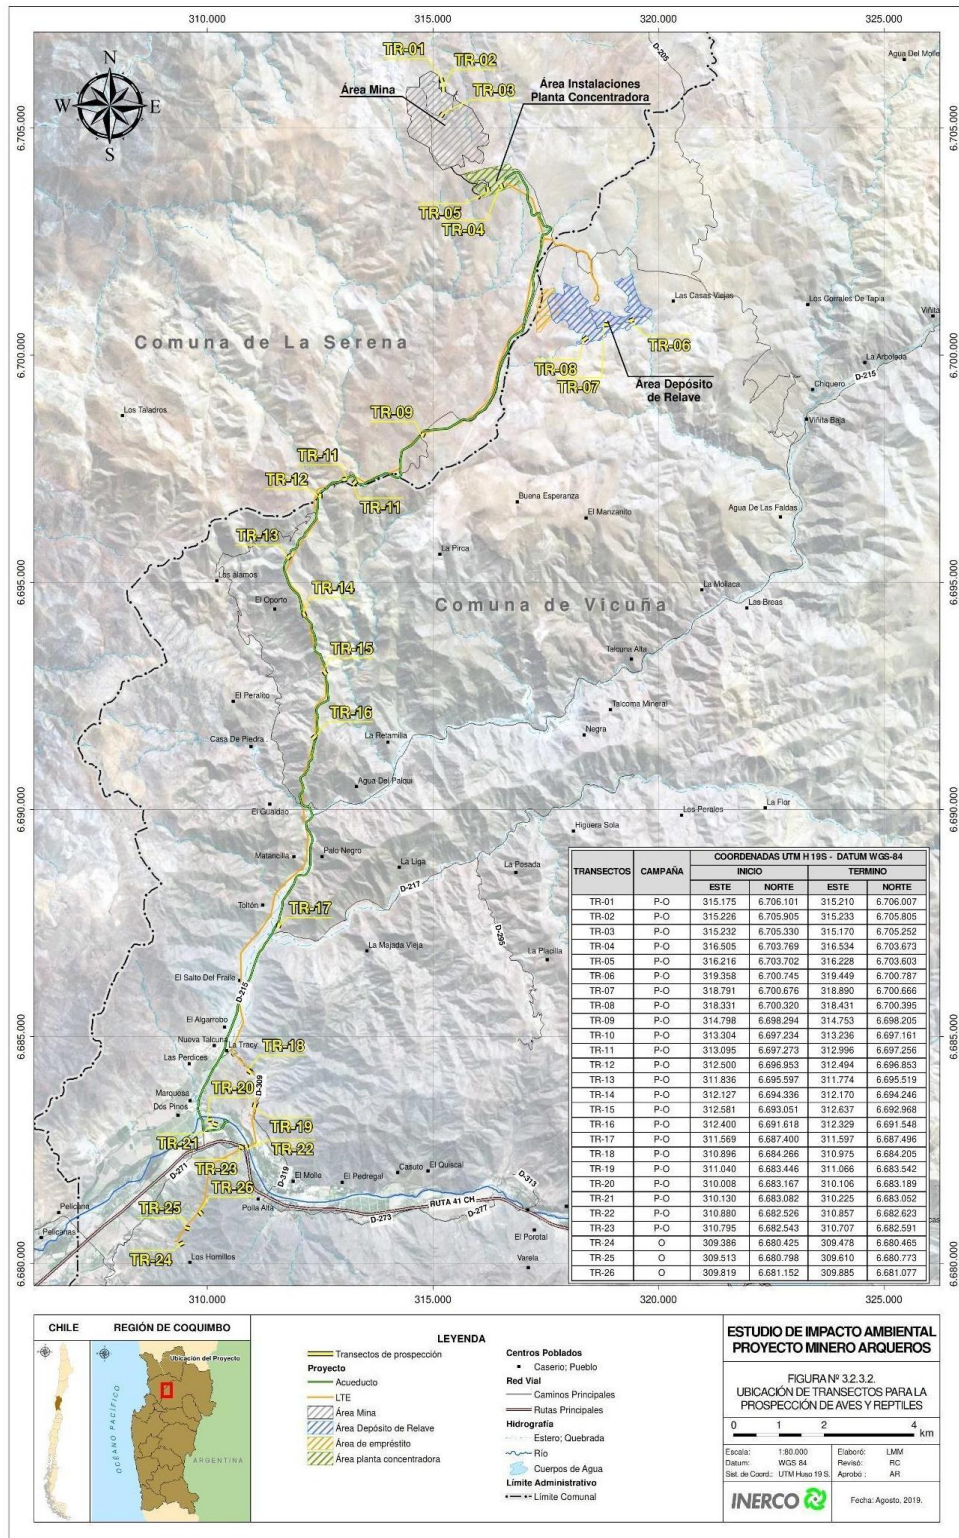 310.000 315.000 320.000 325.000
6.705.000
6.700.000
6.695.000
6.690.000
6.685.000
6.680.000
N
W E
S
TR-01
TR-02
Área Mina
TR-03
Área Instalaciones
Planta Concentradora
D-205
Agua Del Molle
TR-05
TR-04
Las Casas Viejas
Los Corrales De Tapia
Viñita
Comuna de La Serena
TR-08
TR-07
TR-06
Área Depósito
de Relave
La Arboleda
D-215
Chiquero
Viñita Baja
Los Taladros
TR-09
TR-11
TR-12
TR-11
Buena Esperanza
El Manzanito
Agua De Las Faldas
TR-13
La Pirca
Los álamos
TR-14
El Oporto
Comuna de Vicuña
La Mollaca
Las Breas
TR-15
Talcuna Alta
El Peralito
TR-16
Talcoma Mineral
Casa De Piedra
La Retamilla
Negra
Agua Del Palqui
El Guaidao
La Flor
Los Perales
Higuera Sola
Matancilla
Palo Negro
La Liga
La Posada
D-217
Toltón
TR-17
D-295
La Majada Vieja
La Placilla
El Salto Del Fraile
D-215
El Algarrobo
Nueva Talcuna
La Tracy
Las Perdices
TR-18
D-309
TR-20
Marquesa
Dos Pinos
TR-19
TR-21
TR-22
TR-23
D-271
D-319
TR-26
El Molle
El Pedregal
Casuto
El Quiscal
D-313
TR-25
Polla Alta
RUTA 41 CH
D-273
D-277
Pelicana
Pelicanas
TR-24
Los Hornillos
El Porotal
Varela
TRANSECTOS CAMPAÑA COORDENADAS UTM H 19S - DATUM WGS-84
INICIO TERMINO
ESTE NORTE ESTE NORTE
TR-01 P-O 315.175 6.706.101 315.210 6.706.007
TR-02 P-O 315.226 6.705.905 315.233 6.705.805
TR-03 P-O 315.232 6.705.330 315.170 6.705.252
TR-04 P-O 316.505 6.703.769 316.534 6.703.673
TR-05 P-O 316.216 6.703.702 316.228 6.703.603
TR-06 P-O 319.358 6.700.745 319.449 6.700.787
TR-07 P-O 318.791 6.700.676 318.890 6.700.666
TR-08 P-O 318.331 6.700.320 318.431 6.700.395
TR-09 P-O 314.798 6.698.294 314.753 6.698.205
TR-10 P-O 313.304 6.697.234 313.236 6.697.161
TR-11 P-O 313.095 6.697.273 312.996 6.697.256
TR-12 P-O 312.500 6.696.953 312.494 6.696.853
TR-13 P-O 311.836 6.695.597 311.774 6.695.519
TR-14 P-O 312.127 6.694.336 312.170 6.694.246
TR-15 P-O 312.581 6.693.051 312.637 6.692.968
TR-16 P-O 312.400 6.691.618 312.329 6.691.548
TR-17 P-O 311.569 6.687.400 311.597 6.687.496
TR-18 P-O 310.896 6.684.266 310.975 6.684.205
TR-19 P-O 311.040 6.683.446 311.066 6.683.542
TR-20 P-O 310.008 6.683.167 310.106 6.683.189
TR-21 P-O 310.130 6.683.082 310.225 6.683.052
TR-22 P-O 310.880 6.682.526 310.857 6.682.623
TR-23 P-O 310.795 6.682.543 310.707 6.682.591
TR-24 O 309.386 6.680.425 309.478 6.680.465
TR-25 O 309.513 6.680.798 309.610 6.680.773
TR-26 O 309.819 6.681.152 309.885 6.681.077
6.705.000
6.700.000
6.695.000
6.690.000
6.685.000
6.680.000
310.000 315.000 320.000 325.000
CHILE
REGIÓN DE COQUIMBO
Ubicación del Proyecto
OCÉANO PACÍFICO
ARGENTINA
LEYENDA
Transectos de prospección
Proyecto
Acueducto
LTE
Área Mina
Área Depósito de Relave
Área de empréstito
Área planta concentradora
Centros Poblados
Caserio; Pueblo
Red Vial
Caminos Principales
Rutas Principales
Hidrografía
Estero; Quebrada
Río
Cuerpos de Agua
Límite Administrativo
Límite Comunal
ESTUDIO DE IMPACTO AMBIENTAL
PROYECTO MINERO ARQUEROS
FIGURA Nº 3.2.3.2.
UBICACIÓN DE TRANSECTOS PARA LA
PROSPECCIÓN DE AVES Y REPTILES
0 1 2 4
km
Escala: 1:80.000 Elaboró: LMM
Datum: WGS 84 Revisó: RC
Sist. de Coord.: UTM Huso 19 S. Aprobó : AR
INERCO
Fecha: Agosto, 2019.